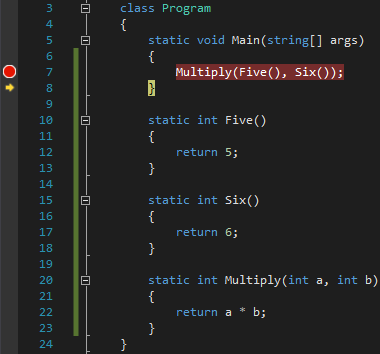 3 class Program
4 {
5 static void Main(string[] args)
6 {
7 Multiply(Five(), Six());
8 }
9
10 static int Five()
11 {
12 return 5;
13 }
14
15 static int Six()
16 {
17 return 6;
18 }
19
20 static int Multiply(int a, int b)
21 {
22 return a * b;
23 }
24 }